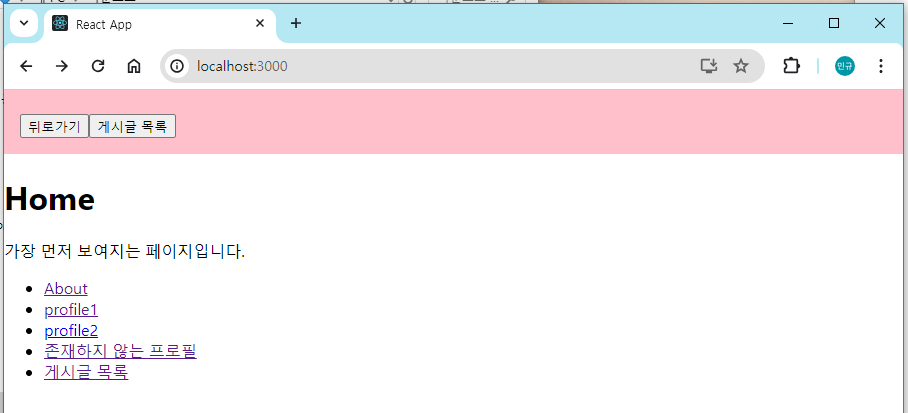 React App
localhost:3000
민규
뒤로가기 게시글 목록
Home
가장 먼저 보여지는 페이지입니다.
About
profile1
profile2
존재하지 않는 프로필
게시글 목록